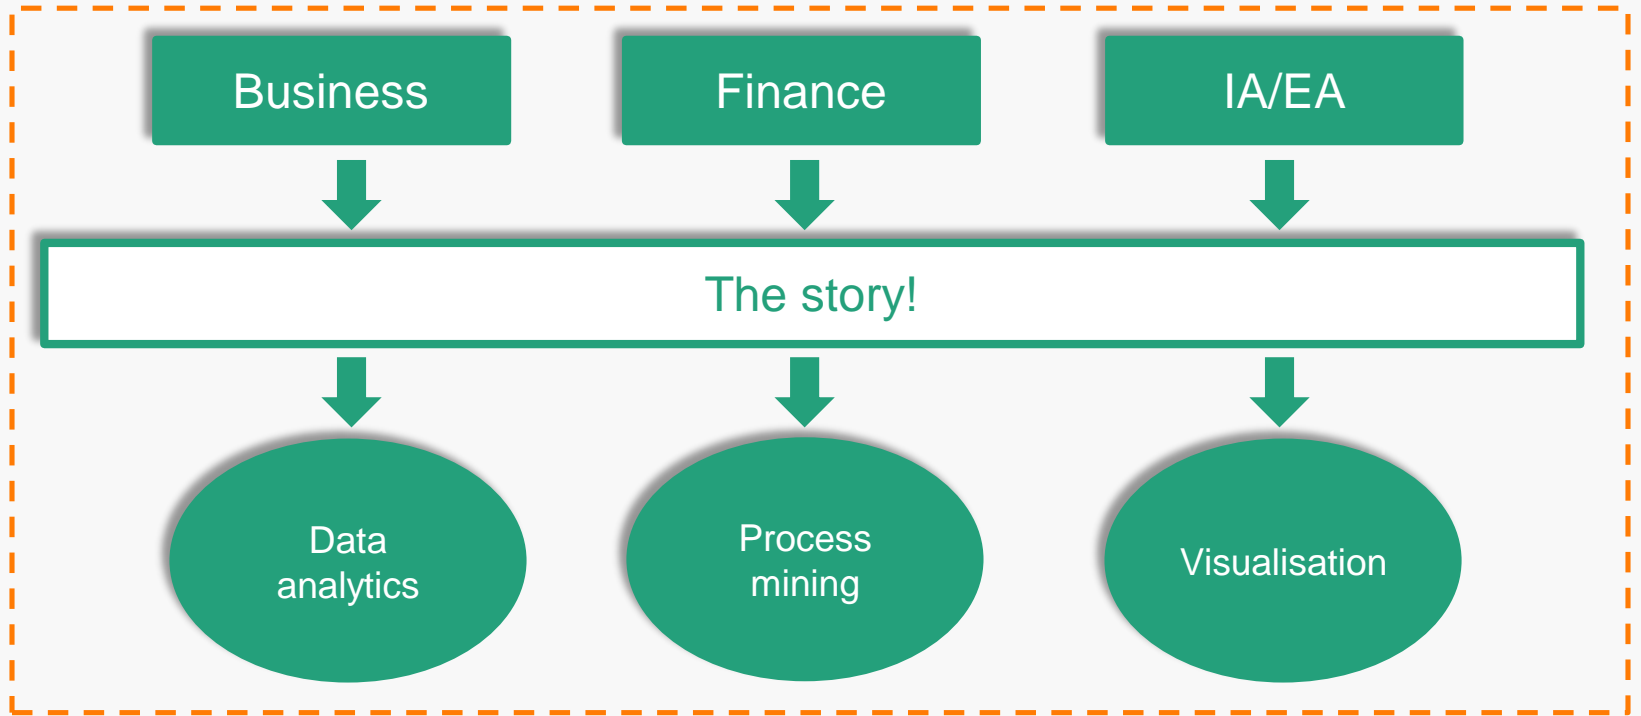 Business
Finance
IA/EA
The story!
Data
analytics
Process
mining
Visualisation